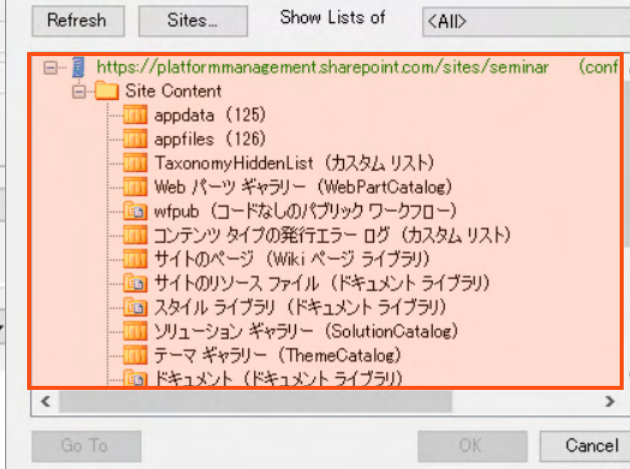 Refresh Sites... Show Lists of <All>
https://platformmanagement.sharepoint.com/sites/seminar (conf
Site Content
appdata (125)
appfiles (126)
TaxonomyHiddenList (カスタム リスト)
Web パーツ ギャラリー (WebPartCatalog)
wfpub (コードなしのパブリック ワークフロー)
コンテンツ タイプの発行エラー ログ (カスタム リスト)
サイトのページ (Wiki ページ ライブラリ)
サイトのリソース ファイル (ドキュメント ライブラリ)
スタイル ライブラリ (ドキュメント ライブラリ)
ソリューション ギャラリー (SolutionCatalog)
テーマ ギャラリー (ThemeCatalog)
ドキュメント (ドキュメント ライブラリ)
Go To OK Cancel